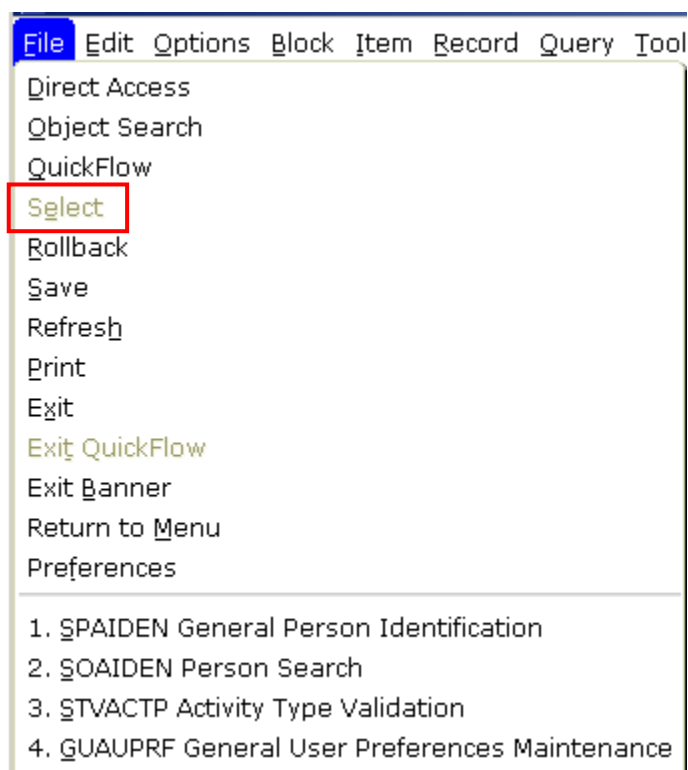 File Edit Options Block Item Record Query Tool
Direct Access
Object Search
QuickFlow
Select
Rollback
Save
Refresh
Print
Exit
Exit QuickFlow
Exit Banner
Return to Menu
Preferences
1. SPAIDEN General Person Identification
2. SOAIDEN Person Search
3. STVACTP Activity Type Validation
4. GUAUPRF General User Preferences Maintenance